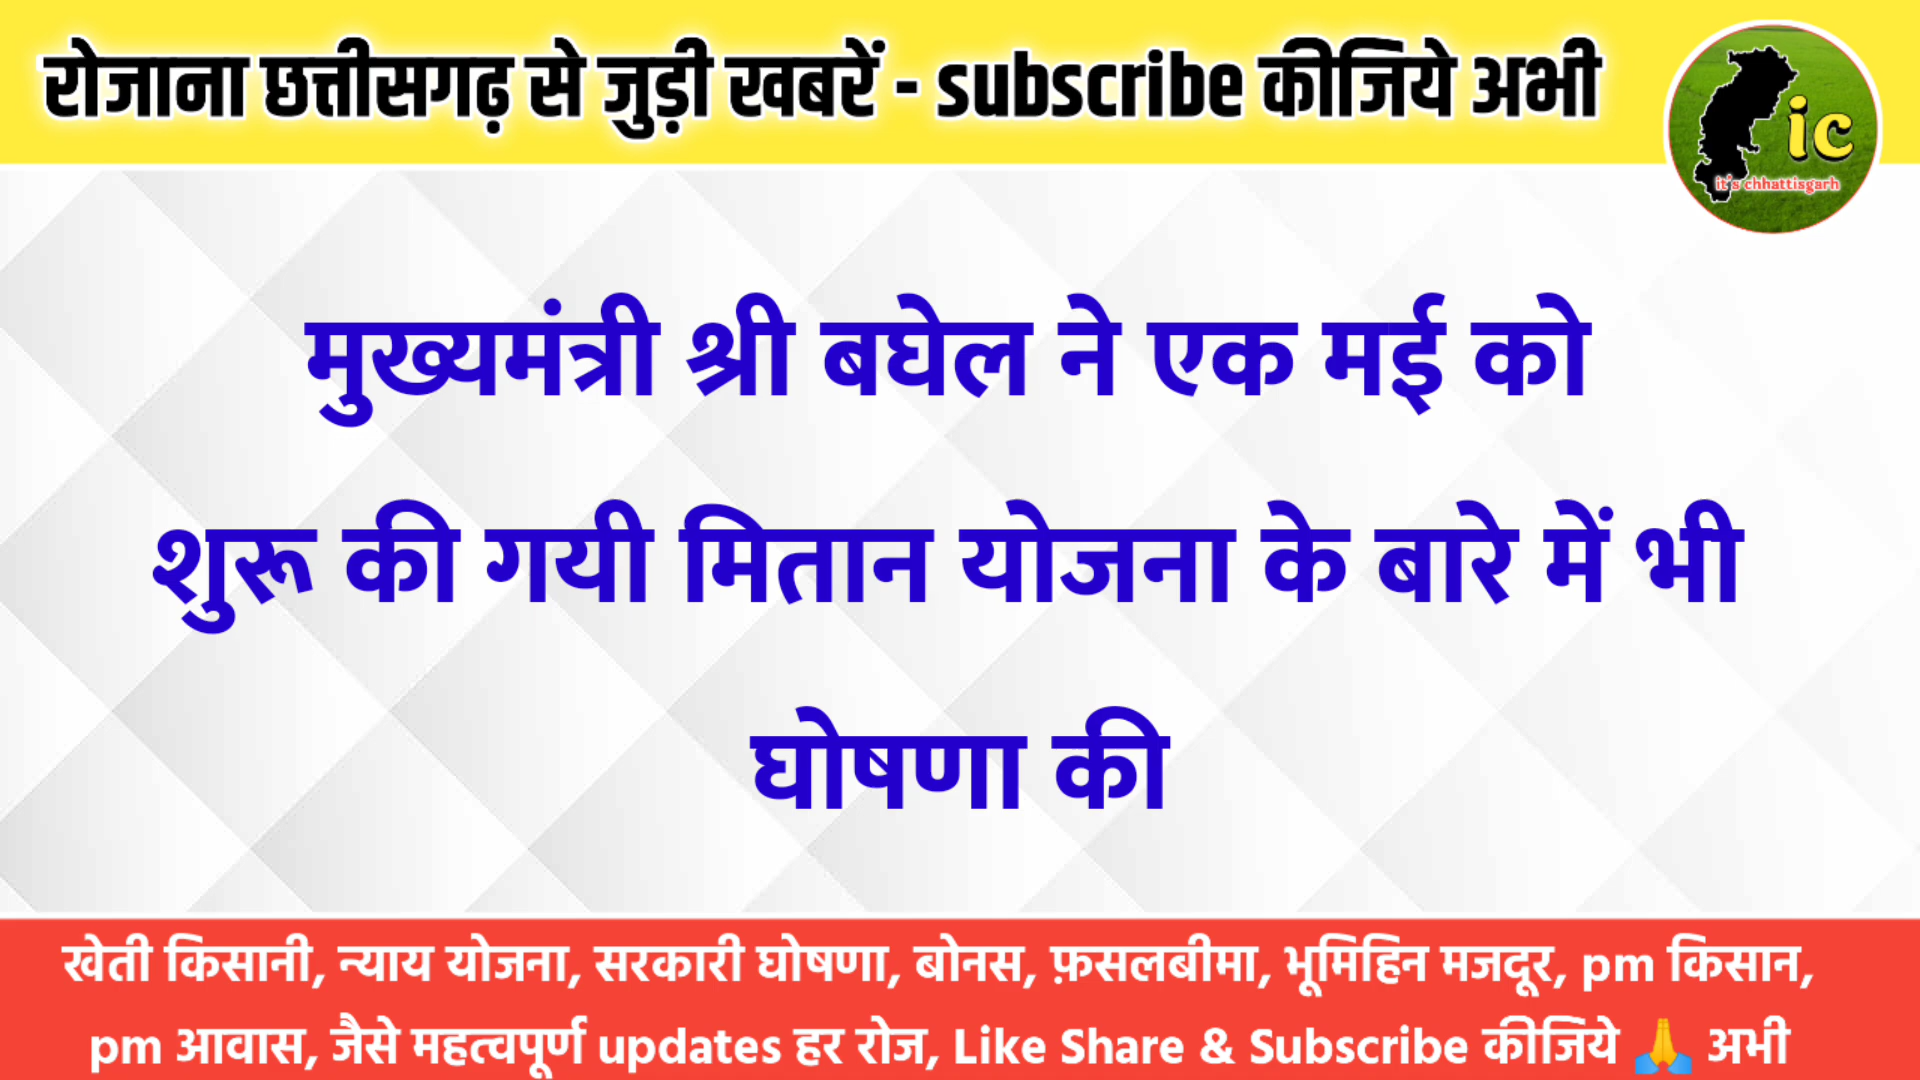 रोजाना छत्तीसगढ़ से जुड़ी खबरें - subscribe कीजिये अभी
ic
it's chhattisgarh
मुख्यमंत्री श्री बघेल ने एक मई को
शुरू की गयी मितान योजना के बारे में भी
घोषणा की
खेती किसानी, न्याय योजना, सरकारी घोषणा, बोनस, फ़सलबीमा, भूमिहिन मजदूर, pm किसान,
pm आवास, जैसे महत्वपूर्ण updates हर रोज, Like Share & Subscribe कीजिये 🙏 अभी